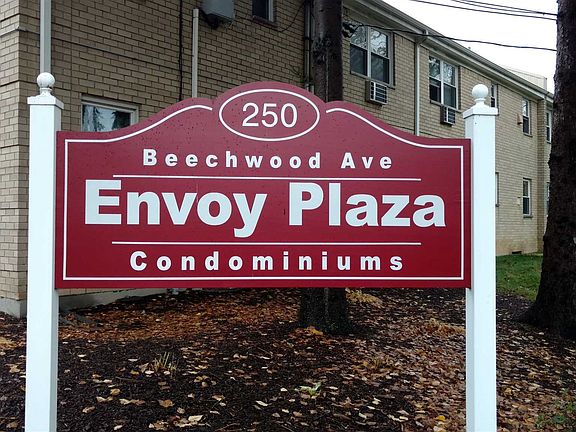 250
Beechwood Ave
Envoy Plaza
Condominiums